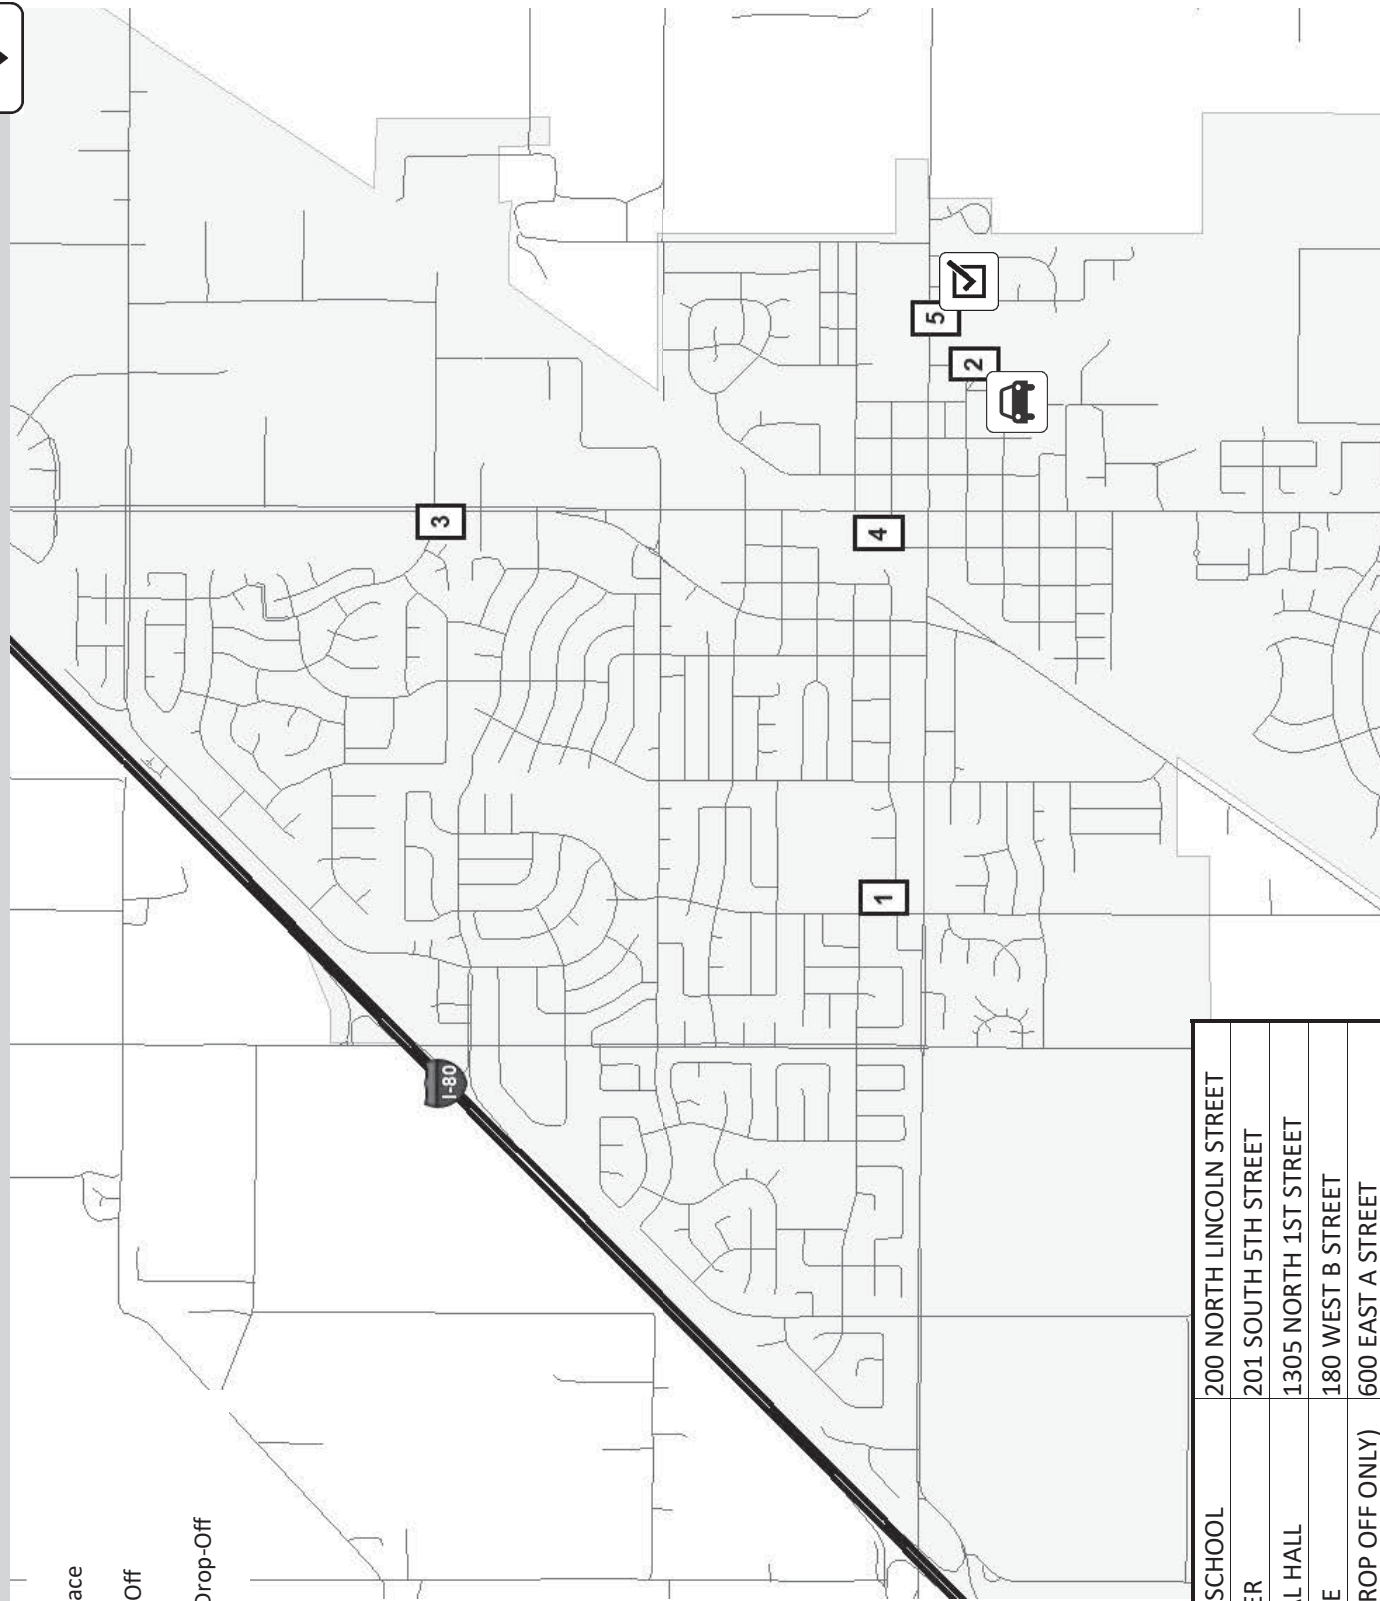 ace
Off
Drop-Off
I-80
3
5
2
4
1
SCHOOL 200 NORTH LINCOLN STREET
ER 201 SOUTH 5TH STREET
L HALL 1305 NORTH 1ST STREET
E 180 WEST B STREET
ROP OFF ONLY) 600 EAST A STREET